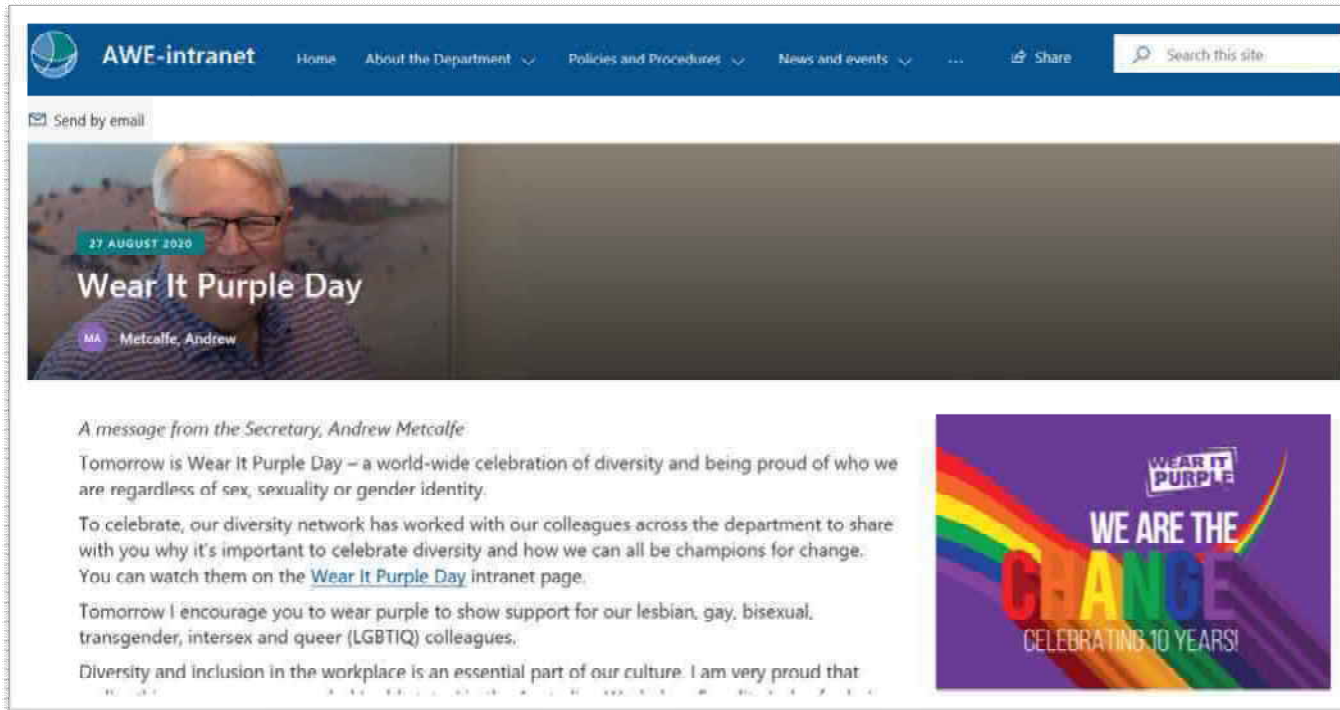 AWE-intranet Home About the Department Policies and Procedures News and events ... Share Search this site
Send by email
27 AUGUST 2020
Wear It Purple Day
MA Metcalfe, Andrew
A message from the Secretary, Andrew Metcalfe
Tomorrow is Wear It Purple Day – a world-wide celebration of diversity and being proud of who we
are regardless of sex, sexuality or gender identity.
To celebrate, our diversity network has worked with our colleagues across the department to share
with you why it's important to celebrate diversity and how we can all be champions for change.
You can watch them on the Wear It Purple Day intranet page.
Tomorrow I encourage you to wear purple to show support for our lesbian, gay, bisexual,
transgender, intersex and queer (LGBTIQ) colleagues.
Diversity and inclusion in the workplace is an essential part of our culture. I am very proud that
WEAR IT
PURPLE
WE ARE THE
CHANGE
CELEBRATING 10 YEARS!